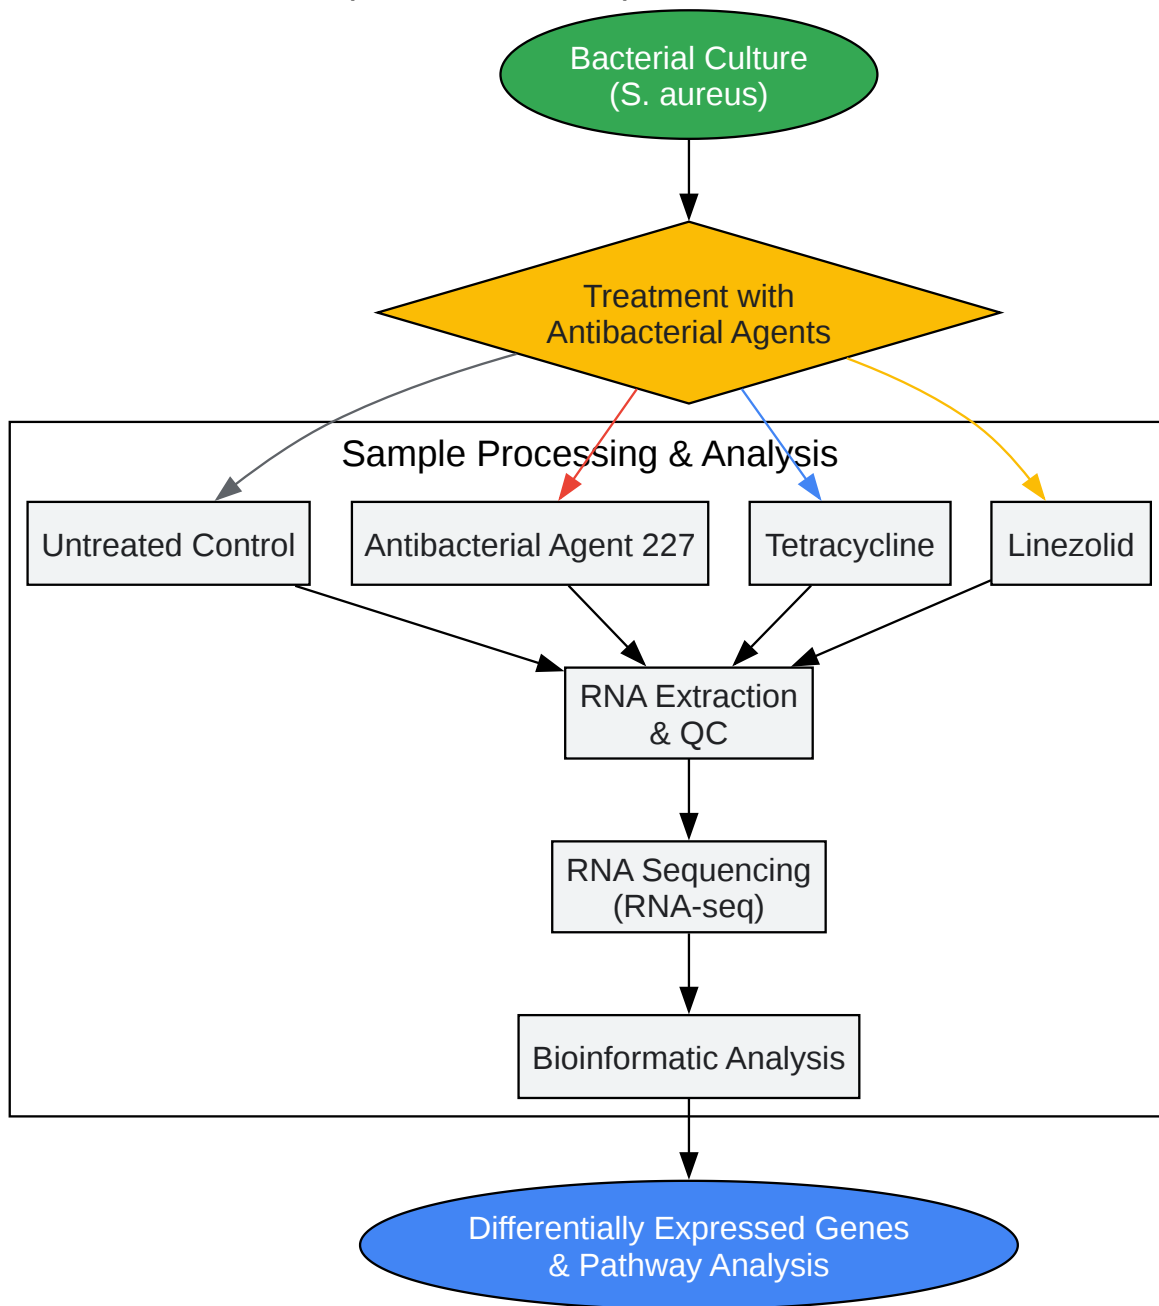 Bacterial Culture
(S. aureus)
Treatment with
Antibacterial Agents
Sample Processing & Analysis
Untreated Control
Antibacterial Agent 227
Tetracycline
Linezolid
RNA Extraction
& QC
RNA Sequencing
(RNA-seq)
Bioinformatic Analysis
Differentially Expressed Genes
& Pathway Analysis